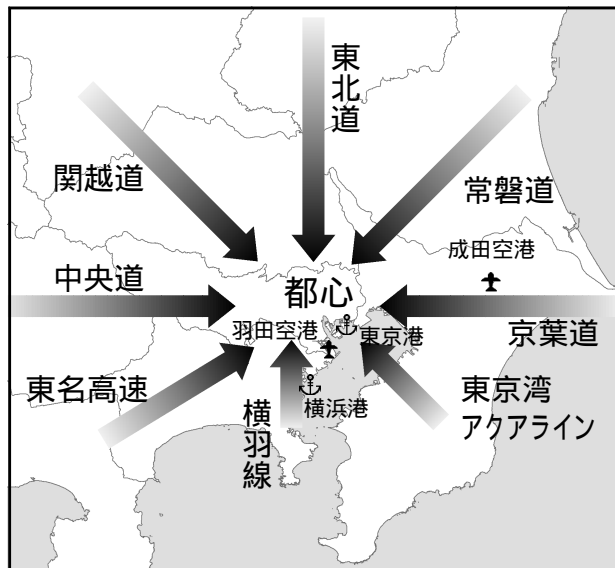 東北道
関越道
常磐道
成田空港
中央道
都心
羽田空港
東京港
京葉道
東名高速
横浜港
横羽線
東京湾
アクアライン